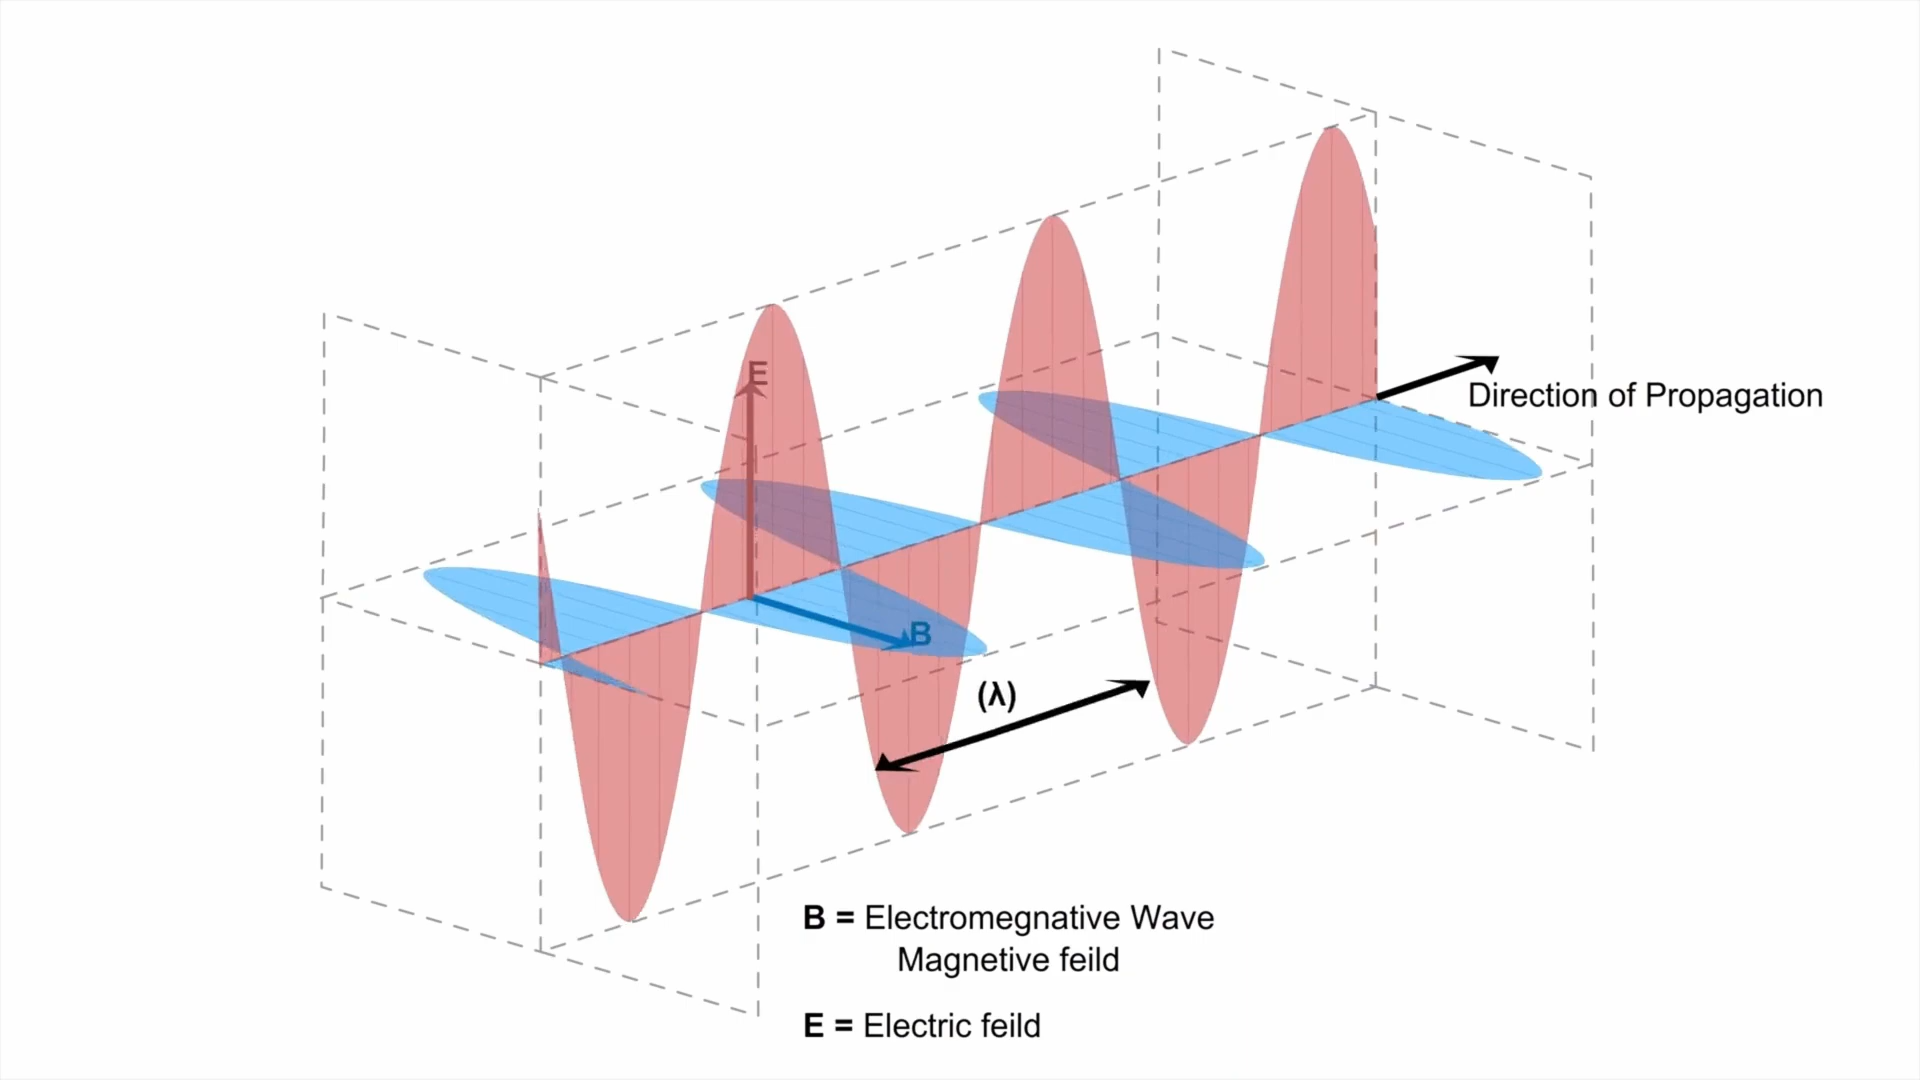 E
Direction of Propagation
B
(λ)
B = Electromegnative Wave
Magnetive feild
E = Electric feild